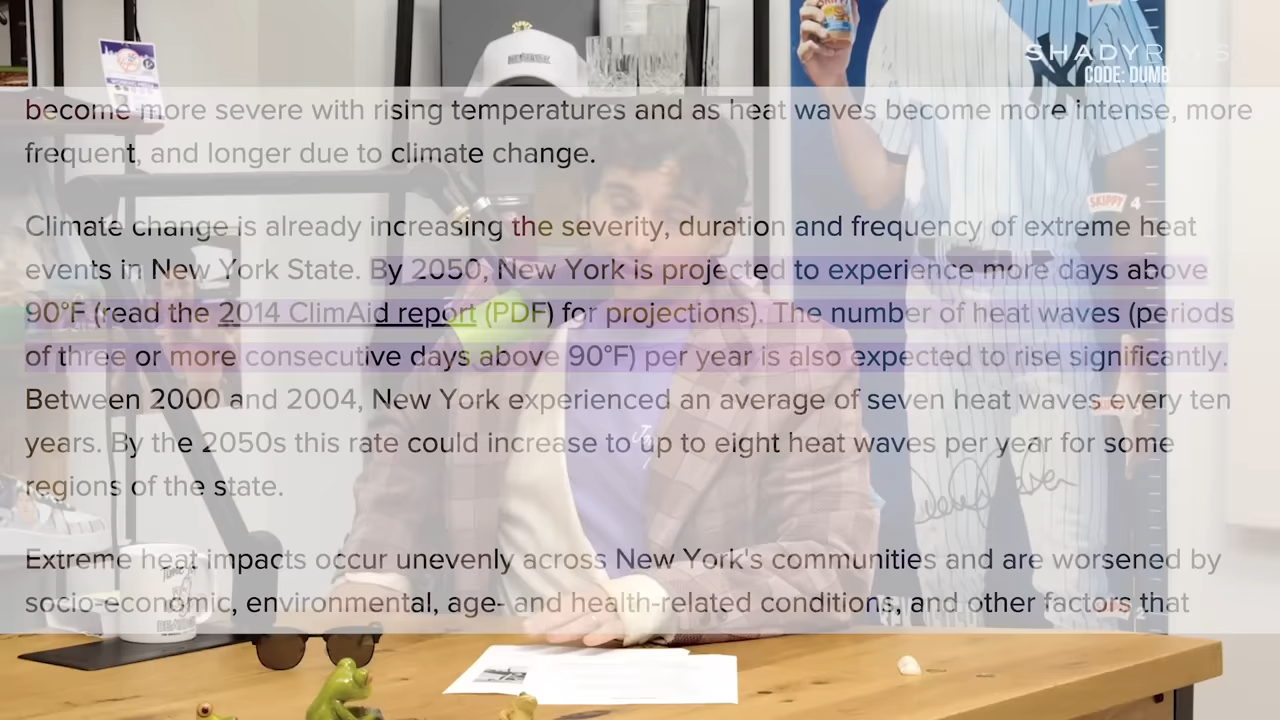 SHADYRAYS
CODE: DUMB
become more severe with rising temperatures and as heat waves become more intense, more
frequent, and longer due to climate change.
Climate change is already increasing the severity, duration and frequency of extreme heat
events in New York State. By 2050, New York is projected to experience more days above
90°F (read the 2014 ClimAid report (PDF) for projections). The number of heat waves (periods
of three or more consecutive days above 90°F) per year is also expected to rise significantly.
Between 2000 and 2004, New York experienced an average of seven heat waves every ten
years. By the 2050s this rate could increase to up to eight heat waves per year for some
regions of the state.
Extreme heat impacts occur unevenly across New York's communities and are worsened by
socio-economic, environmental, age- and health-related conditions, and other factors that
SKIPPY 4